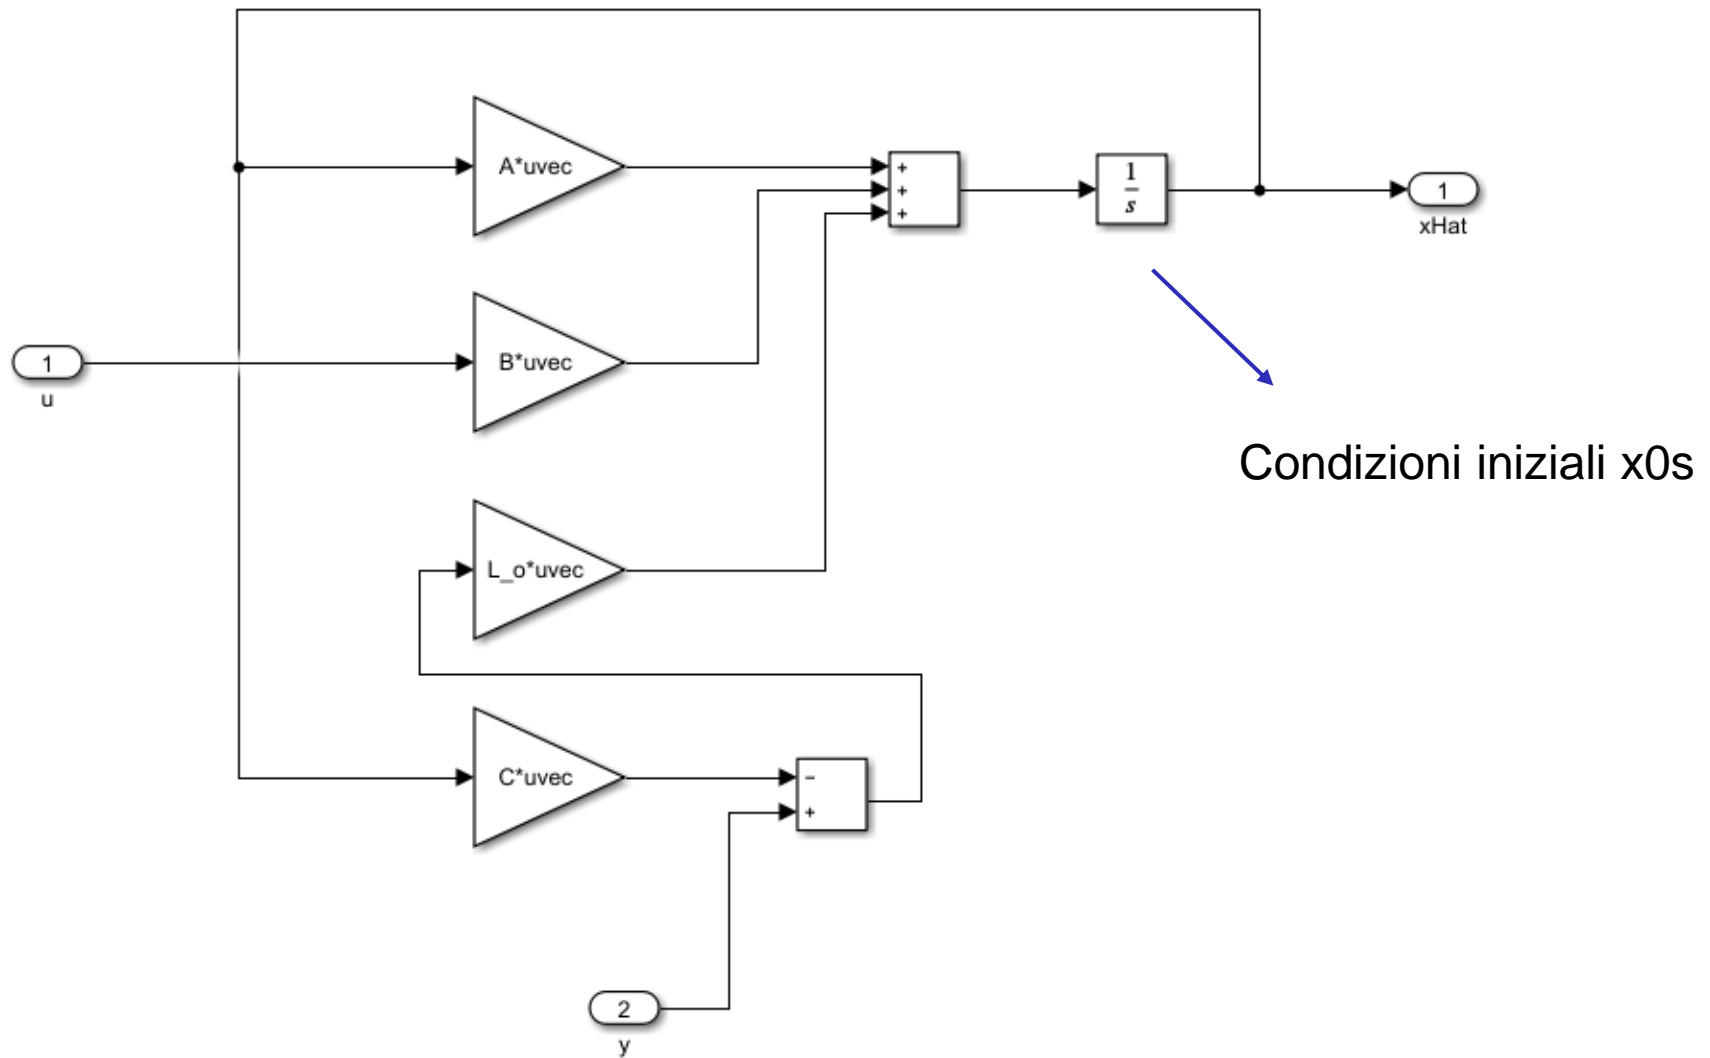 A*uvec
+
+
+
1
s
1
xHat
B*uvec
1
u
Condizioni iniziali x0s
L_o*uvec
C*uvec
−
+
2
y